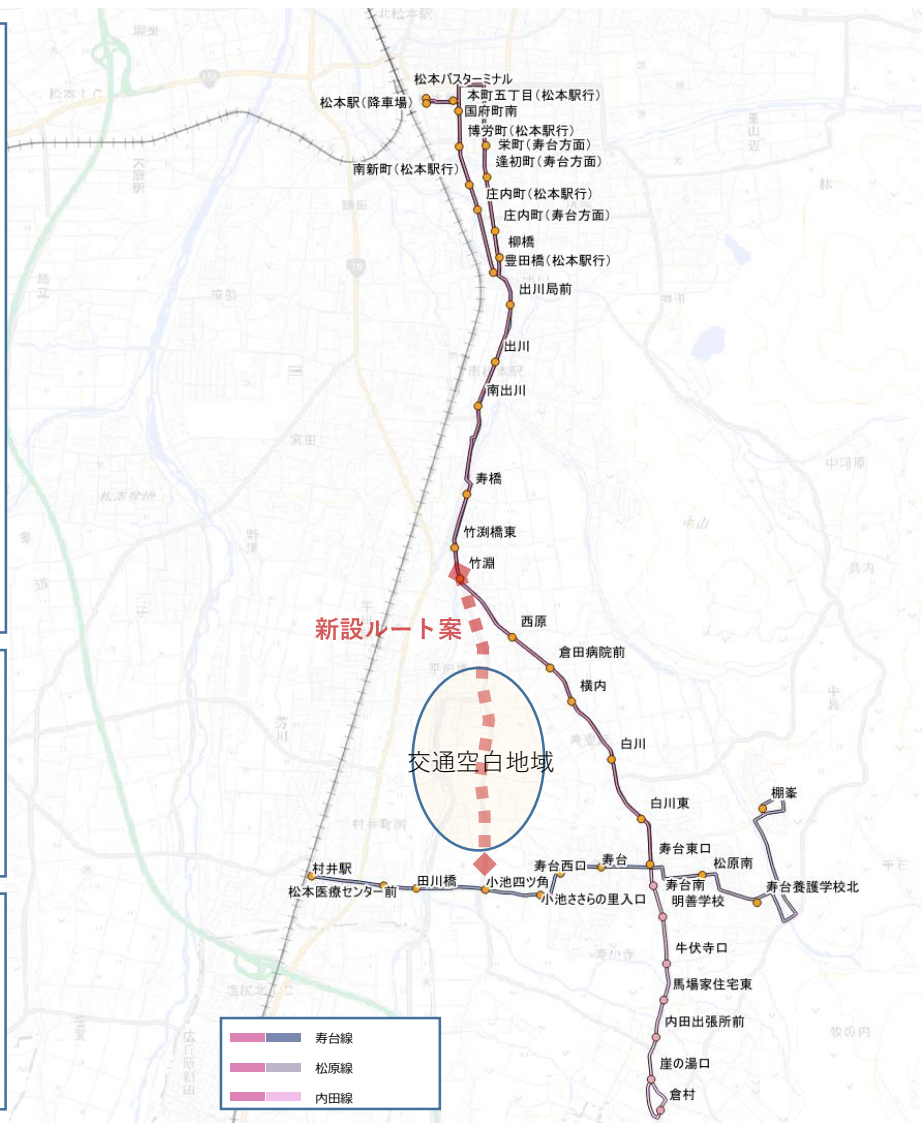 北松本駅
松本バスターミナル
松本駅(降車場)
本町五丁目(松本駅行)
国府町南
博労町(松本駅行)
栄町(寿台方面)
逢初町(寿台方面)
南新町(松本駅行)
庄内町(松本駅行)
庄内町(寿台方面)
柳橋
豊田橋(松本駅行)
出川局前
出川
南出川
寿橋
竹渕橋東
竹淵
新設ルート案
西原
倉田病院前
横内
交通空白地域
白川
棚峯
白川東
寿台東口
村井駅
寿台西口
寿台
松原南
松本医療センター前
田川橋
小池四ツ角
小池ささらの里入口
寿台南
明善学校
寿台養護学校北
牛伏寺口
馬場家住宅東
内田出張所前
崖の湯口
倉村
寿台線
松原線
内田線